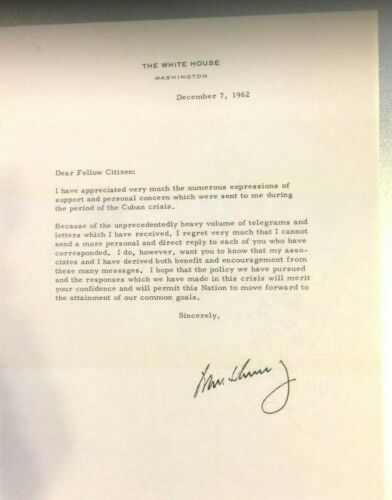 THE WHITE HOUSE
WASHINGTON
December 7, 1962
Dear Fellow Citizen:
I have appreciated very much the numerous expressions of
support and personal concern which were sent to me during
the period of the Cuban crisis.
Because of the unprecedentedly heavy volume of telegrams and
letters which I have received, I regret very much that I cannot
send a more personal and direct reply to each of you who have
corresponded. I do, however, want you to know that my asso-
ciates and I have derived both benefit and encouragement from
these many messages. I hope that the policy we have pursued
and the responses which we have made in this crisis will merit
your confidence and will permit this Nation to move forward to
the attainment of our common goals.
Sincerely,